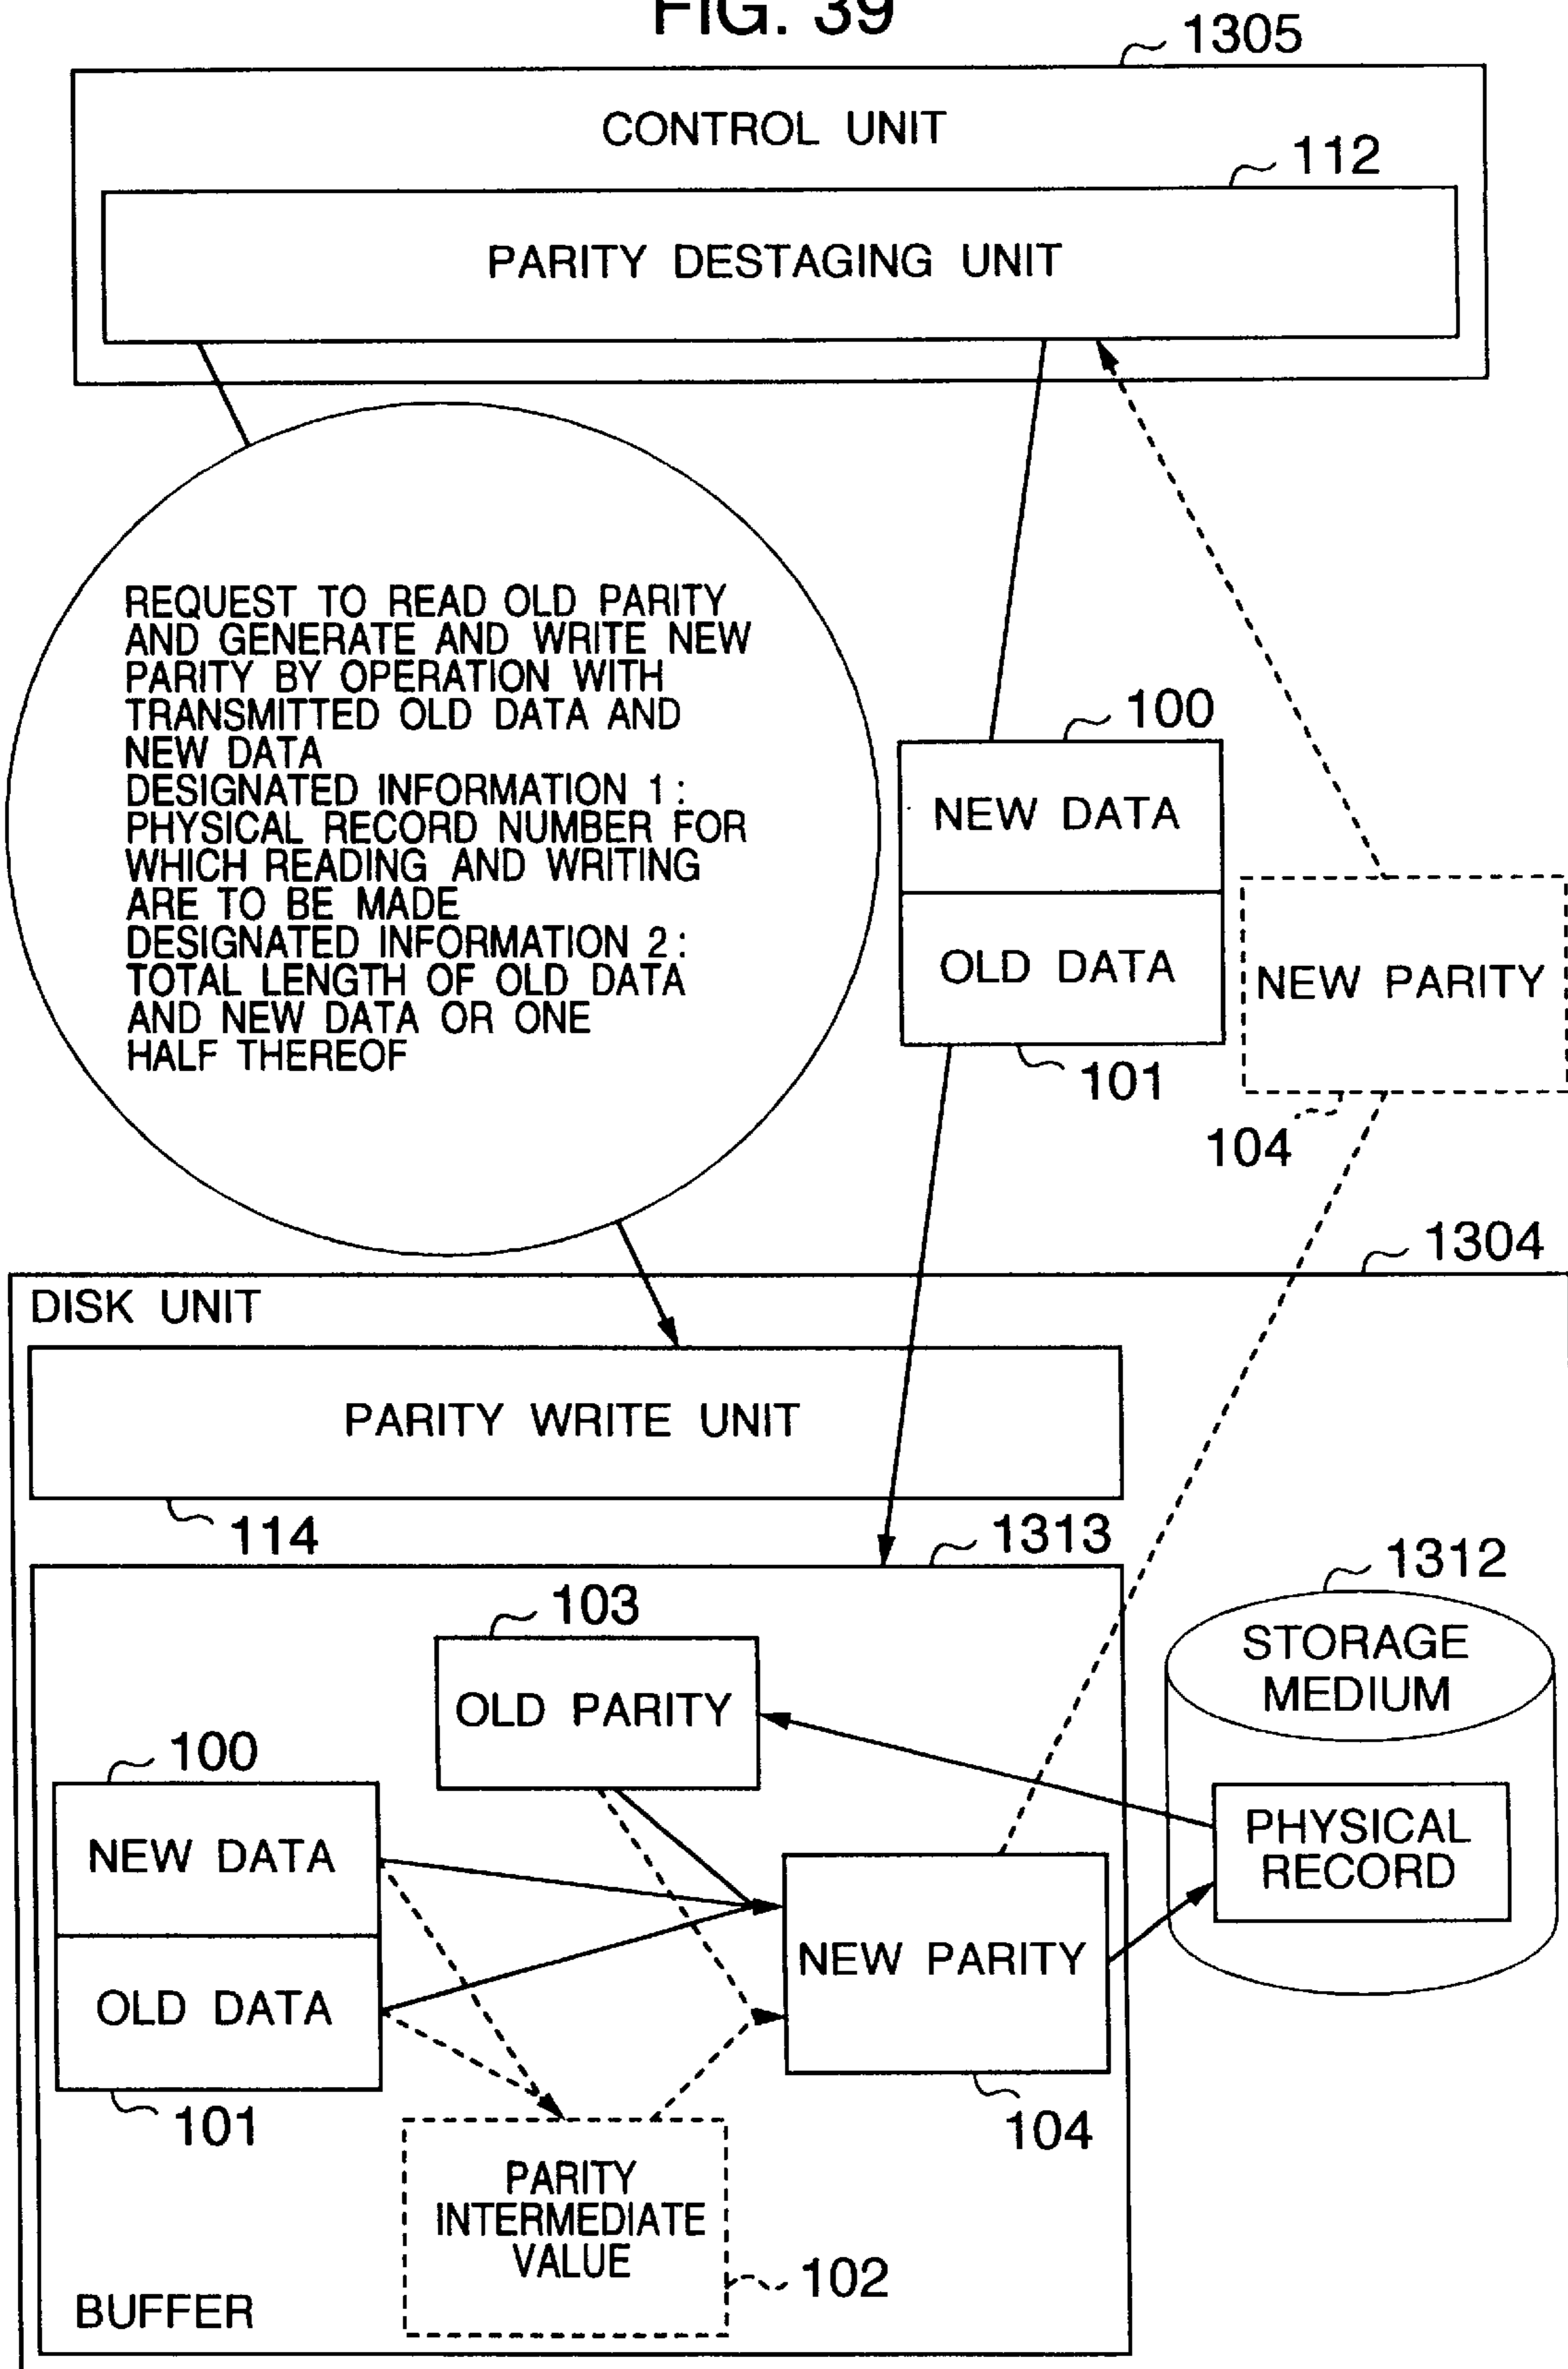 FIG. 39
1305
CONTROL UNIT
112
PARITY DESTAGING UNIT
REQUEST TO READ OLD PARITY
AND GENERATE AND WRITE NEW
PARITY BY OPERATION WITH
TRANSMITTED OLD DATA AND
NEW DATA
DESIGNATED INFORMATION 1:
PHYSICAL RECORD NUMBER FOR
WHICH READING AND WRITING
ARE TO BE MADE
DESIGNATED INFORMATION 2:
TOTAL LENGTH OF OLD DATA
AND NEW DATA OR ONE
HALF THEREOF
100
NEW DATA
OLD DATA
101
NEW PARITY
104
1304
DISK UNIT
PARITY WRITE UNIT
114
1313
1312
STORAGE
MEDIUM
103
OLD PARITY
100
NEW DATA
OLD DATA
101
PHYSICAL
RECORD
NEW PARITY
104
PARITY
INTERMEDIATE
VALUE
102
BUFFER